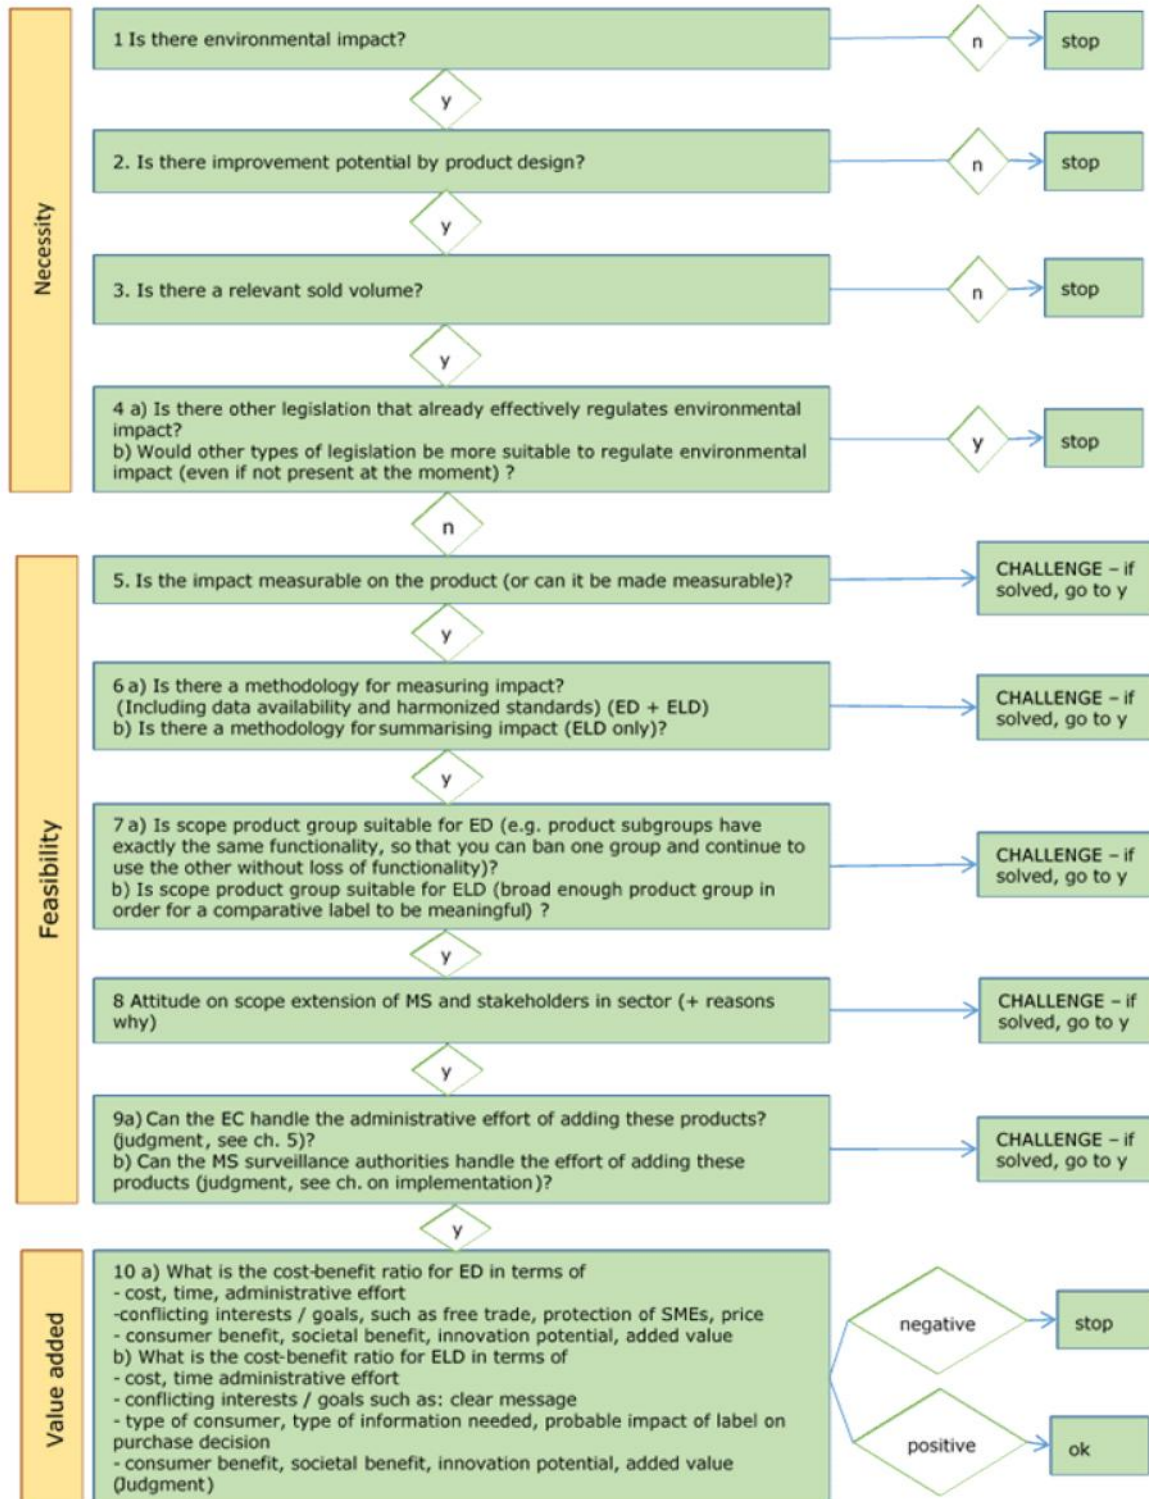 Necessity
1 Is there environmental impact?
n
stop
y
2. Is there improvement potential by product design?
n
stop
y
3. Is there a relevant sold volume?
n
stop
y
4 a) Is there other legislation that already effectively regulates environmental
impact?
b) Would other types of legislation be more suitable to regulate environmental
impact (even if not present at the moment) ?
y
stop
n
Feasibility
5. Is the impact measurable on the product (or can it be made measurable)?
CHALLENGE – if
solved, go to y
y
6 a) Is there a methodology for measuring impact?
(Including data availability and harmonized standards) (ED + ELD)
b) Is there a methodology for summarising impact (ELD only)?
CHALLENGE – if
solved, go to y
y
7 a) Is scope product group suitable for ED (e.g. product subgroups have
exactly the same functionality, so that you can ban one group and continue to
use the other without loss of functionality)?
b) Is scope product group suitable for ELD (broad enough product group in
order for a comparative label to be meaningful) ?
CHALLENGE – if
solved, go to y
y
8 Attitude on scope extension of MS and stakeholders in sector (+ reasons
why)
CHALLENGE – if
solved, go to y
y
9a) Can the EC handle the administrative effort of adding these products?
(judgment, see ch. 5)?
b) Can the MS surveillance authorities handle the effort of adding these
products (judgment, see ch. on implementation)?
CHALLENGE – if
solved, go to y
y
Value added
10 a) What is the cost-benefit ratio for ED in terms of
- cost, time, administrative effort
-conflicting interests / goals, such as free trade, protection of SMEs, price
- consumer benefit, societal benefit, innovation potential, added value
b) What is the cost-benefit ratio for ELD in terms of
- cost, time administrative effort
- conflicting interests / goals such as: clear message
- type of consumer, type of information needed, probable impact of label on
purchase decision
- consumer benefit, societal benefit, innovation potential, added value
(Judgment)
negative
stop
positive
ok